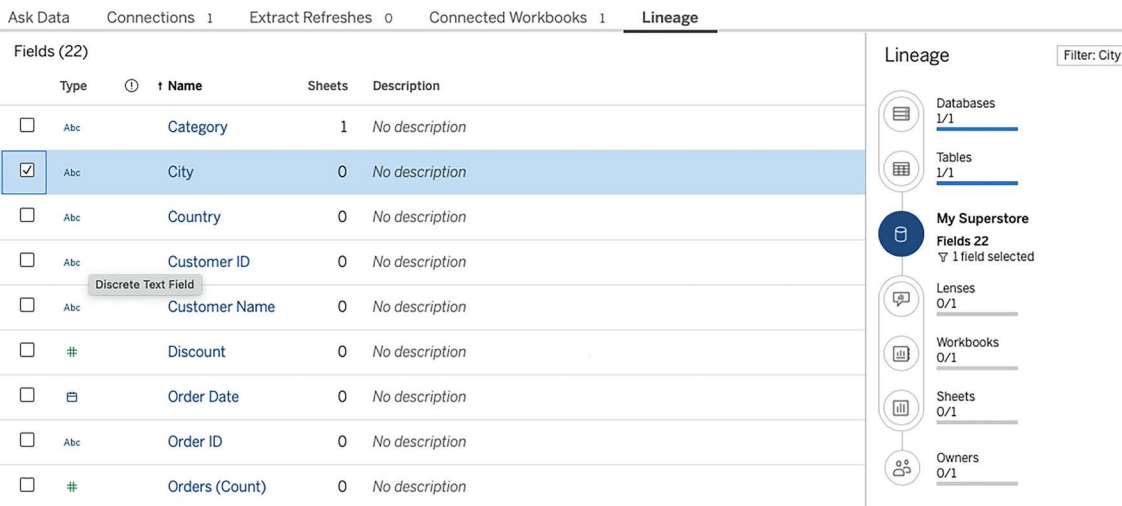 Ask Data Connections 1 Extract Refreshes 0 Connected Workbooks 1 Lineage
Fields (22)
Type ↑ Name Sheets Description
Abc Category 1 No description
Abc City 0 No description
Abc Country 0 No description
Abc Customer ID 0 No description
Discrete Text Field
Abc Customer Name 0 No description
# Discount 0 No description
Order Date 0 No description
Abc Order ID 0 No description
# Orders (Count) 0 No description
Lineage
Filter: City
Databases
1/1
Tables
1/1
My Superstore
Fields 22
1 field selected
Lenses
0/1
Workbooks
0/1
Sheets
0/1
Owners
0/1